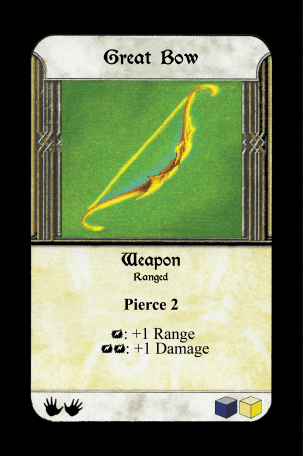 Great Bow
Weapon
Ranged
Pierce 2
: +1 Range
: +1 Damage